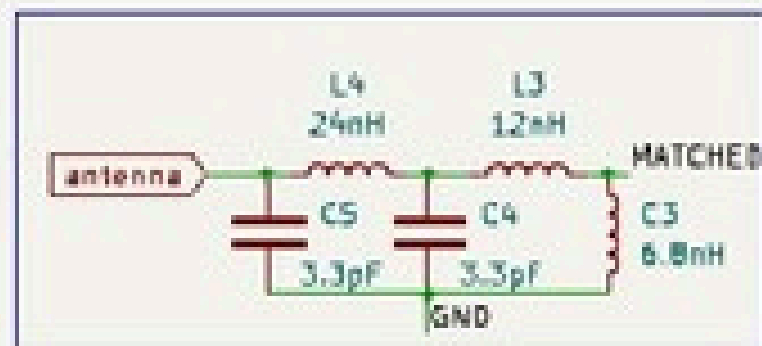 L4
24nH
L3
12nH
antenna
MATCHED
C5
3.3pF
C4
3.3pF
C3
6.8nH
GND